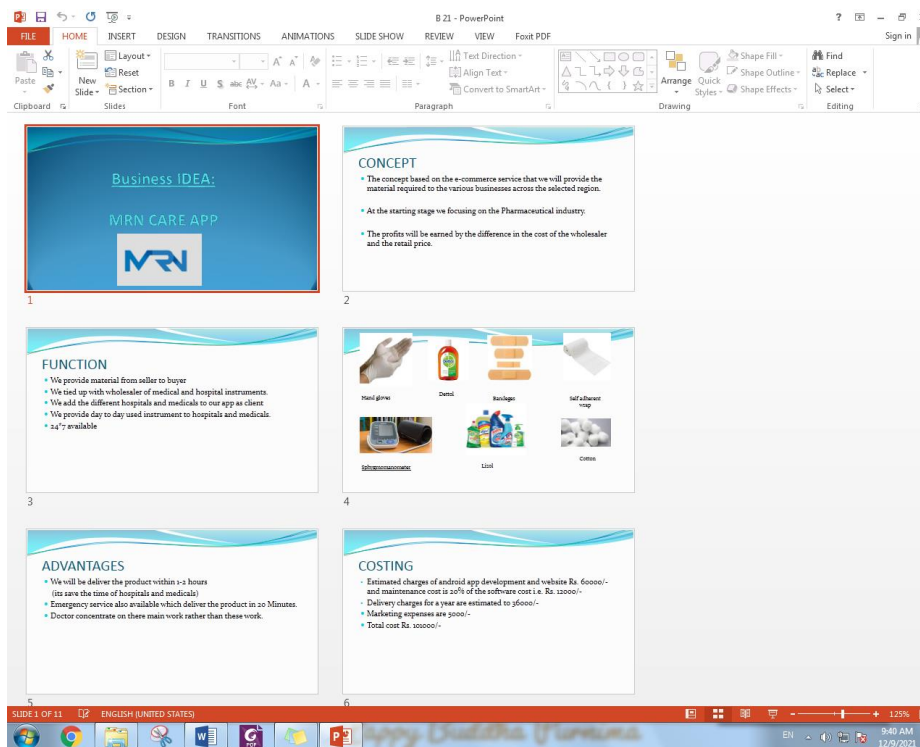 B 21 - PowerPoint
FILE HOME INSERT DESIGN TRANSITIONS ANIMATIONS SLIDE SHOW REVIEW VIEW Foxit PDF Sign in
Paste
New
Slide
Layout
Reset
Section
B I U S abc AV Aa A
Text Direction
Align Text
Convert to SmartArt
Arrange
Quick
Styles
Shape Fill
Shape Outline
Shape Effects
Find
Replace
Select
Clipboard Slides Font Paragraph Drawing Editing
Business IDEA:
MRN CARE APP
MRN
1
CONCEPT
The concept based on the e-commerce service that we will provide the
material required to the various businesses across the selected region.
At the starting stage we focusing on the Pharmaceutical industry.
The profits will be earned by the difference in the cost of the wholesaler
and the retail price.
2
FUNCTION
We provide material from seller to buyer
We tied up with wholesaler of medical and hospital instruments.
We add the different hospitals and medicals to our app as client
We provide day to day used instrument to hospitals and medicals.
24*7 available
3
Hand gloves
Dettol
Bandages
Self adherent
wrap
Sphygmomanometer
Lizol
Cotton
4
ADVANTAGES
We will be deliver the product within 1-2 hours
(its save the time of hospitals and medicals)
Emergency service also available which deliver the product in 20 Minutes.
Doctor concentrate on there main work rather than these work.
5
COSTING
Estimated charges of android app development and website Rs. 60000/-
and maintenance cost is 20% of the software cost i.e. Rs. 12000/-
Delivery charges for a year are estimated to 36000/-
Marketing expenses are 5000/-
Total cost Rs. 101000/-
6
SLIDE 1 OF 11 ENGLISH (UNITED STATES) 125%
Happy Buddha Purnima
EN
9:40 AM
12/9/2021